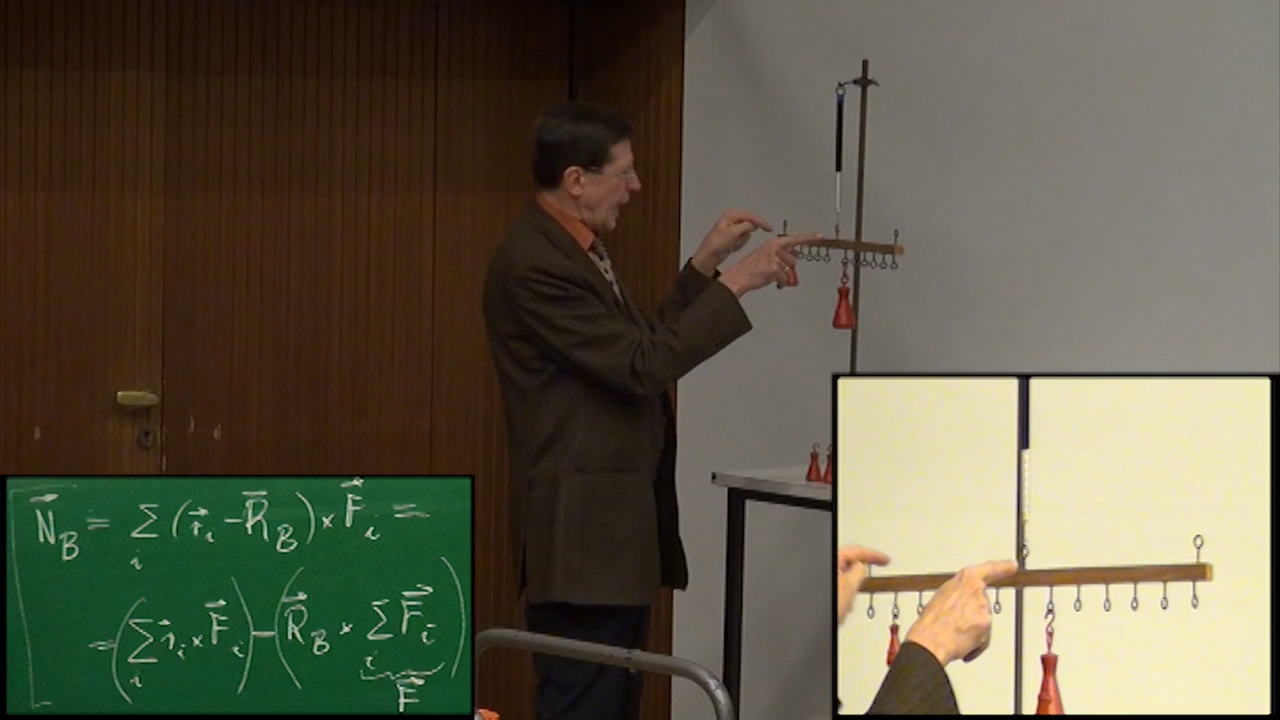 N⃗_B = Σ_i (r⃗_i − R⃗_B) × F⃗_i =
= (Σ_i r⃗_i × F⃗_i) − (R⃗_B × Σ_i F⃗_i)
F⃗